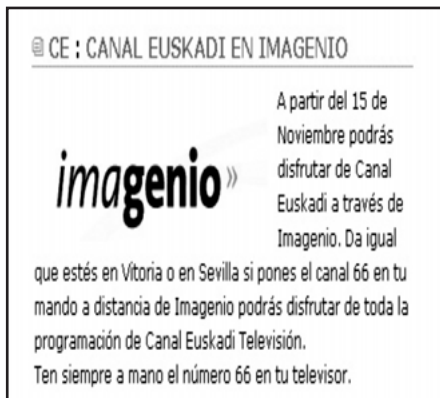 CE : CANAL EUSKADI EN IMAGENIO
A partir del 15 de
Noviembre podrás
disfrutar de Canal
Euskadi a través de
Imagenio. Da igual
imagenio»
que estés en Vitoria o en Sevilla si pones el canal 66 en tu
mando a distancia de Imagenio podrás disfrutar de toda la
programación de Canal Euskadi Televisión.
Ten siempre a mano el número 66 en tu televisor.